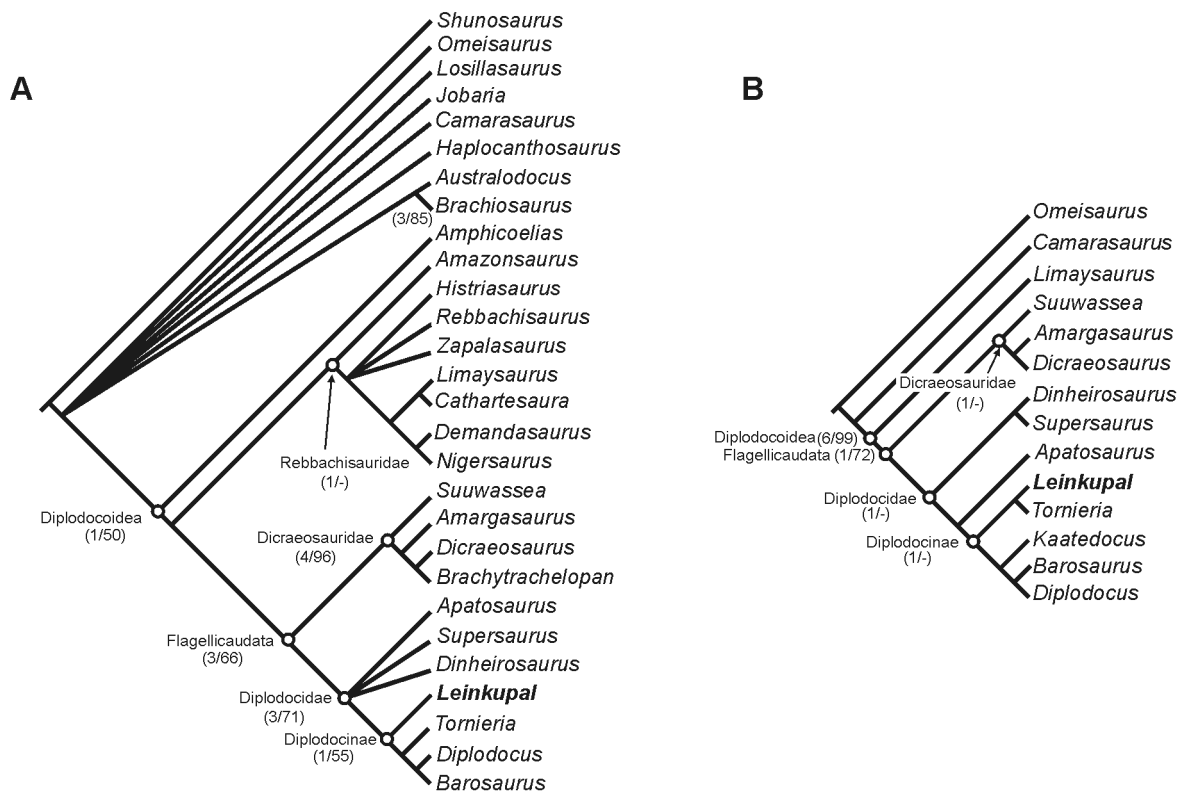 A
Shunosaurus
Omeisaurus
Losillasaurus
Jobaria
Camarasaurus
Haplocanthosaurus
Australodocus
Brachiosaurus
(3/85)
Amphicoelias
Amazonsaurus
Histriasaurus
Rebbachisaurus
Zapalasaurus
Limaysaurus
Cathartesaura
Demandasaurus
Nigersaurus
Rebbachisauridae
(1/-)
Suuwassea
Diplodocoidea
(1/50)
Amargasaurus
Dicraeosauridae
(4/96)
Dicraeosaurus
Brachytrachelopan
Apatosaurus
Flagellicaudata
(3/66)
Supersaurus
Dinheirosaurus
Diplodocidae
(3/71)
Leinkupal
Tornieria
Diplodocinae
(1/55)
Diplodocus
Barosaurus
B
Omeisaurus
Camarasaurus
Limaysaurus
Suuwassea
Amargasaurus
Dicraeosaurus
Dicraeosauridae
(1/-)
Dinheirosaurus
Supersaurus
Diplodocoidea (6/99)
Flagellicaudata (1/72)
Apatosaurus
Leinkupal
Diplodocidae
(1/-)
Tornieria
Kaatedocus
Diplodocinae
(1/-)
Barosaurus
Diplodocus